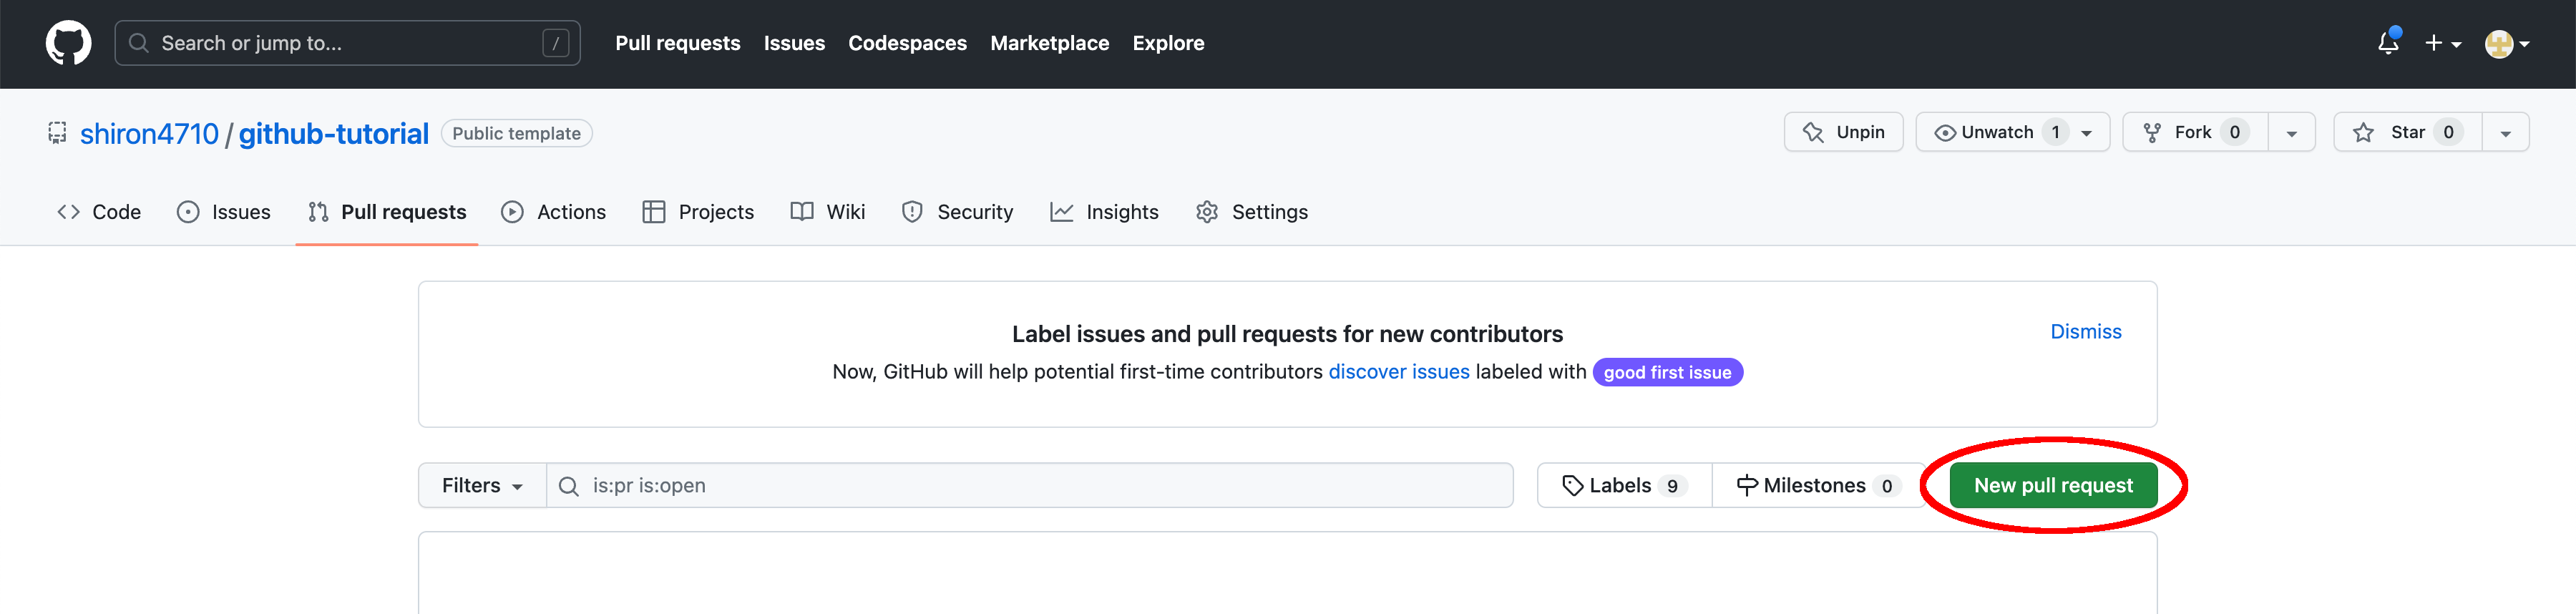 Search or jump to... / Pull requests Issues Codespaces Marketplace Explore
shiron4710 / github-tutorial Public template Unpin Unwatch 1 Fork 0 Star 0
Code Issues Pull requests Actions Projects Wiki Security Insights Settings
Label issues and pull requests for new contributors Dismiss
Now, GitHub will help potential first-time contributors discover issues labeled with good first issue
Filters is:pr is:open Labels 9 Milestones 0 New pull request